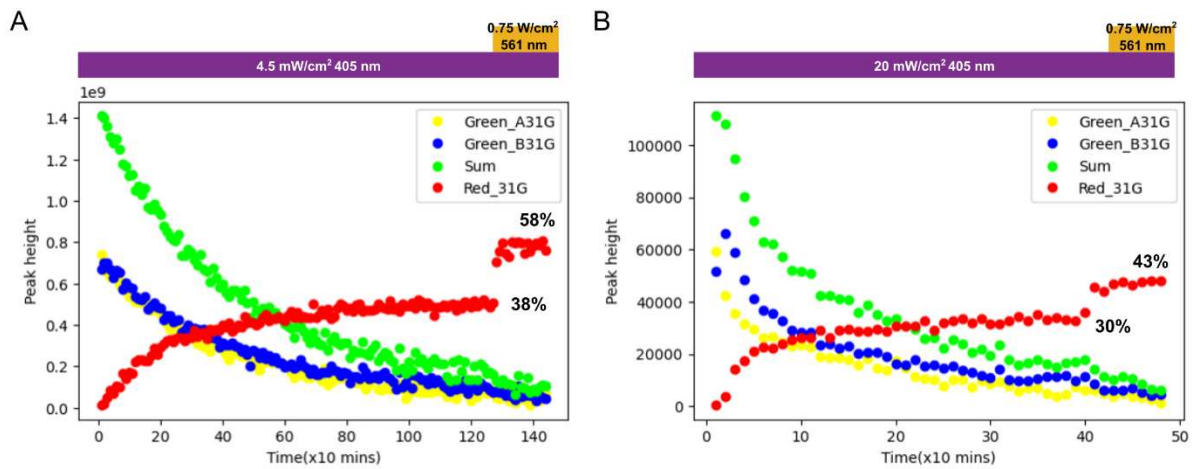 A
0.75 W/cm²
561 nm
4.5 mW/cm² 405 nm
1e9
1.4
1.2
1.0
0.8
0.6
0.4
0.2
0.0
Peak height
Green_A31G
Green_B31G
Sum
Red_31G
58%
38%
0 20 40 60 80 100 120 140
Time(x10 mins)
B
0.75 W/cm²
561 nm
20 mW/cm² 405 nm
100000
80000
60000
40000
20000
0
Peak height
Green_A31G
Green_B31G
Sum
Red_31G
43%
30%
0 10 20 30 40 50
Time(x10 mins)